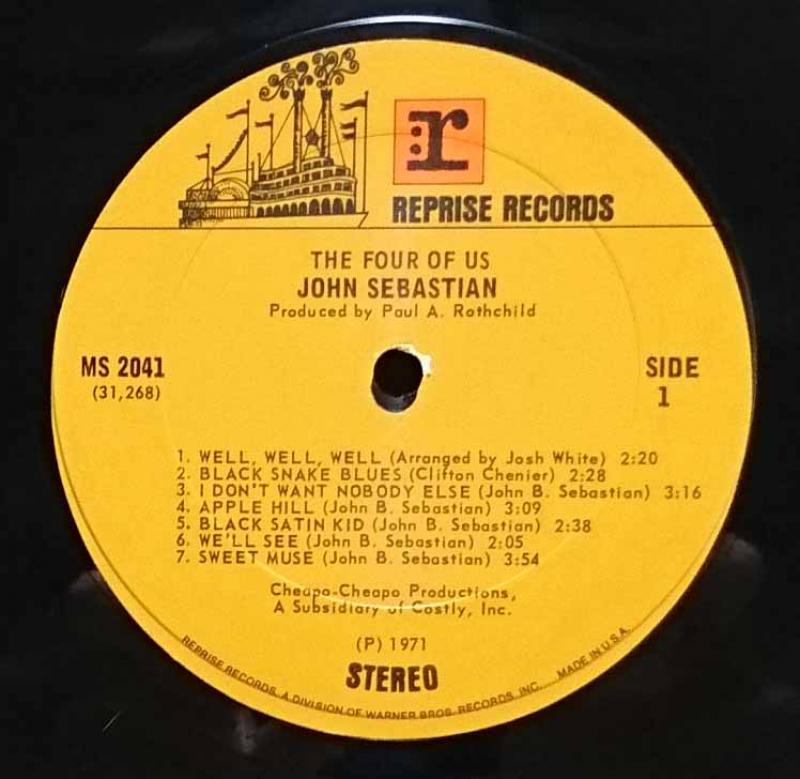 r:
REPRISE RECORDS
THE FOUR OF US
JOHN SEBASTIAN
Produced by Paul A. Rothchild
MS 2041
(31,268)
SIDE
1
1. WELL, WELL, WELL (Arranged by Josh White) 2:20
2. BLACK SNAKE BLUES (Clifton Chenier) 2:28
3. I DON'T WANT NOBODY ELSE (John B. Sebastian) 3:16
4. APPLE HILL (John B. Sebastian) 3:09
5. BLACK SATIN KID (John B. Sebastian) 2:38
6. WE'LL SEE (John B. Sebastian) 2:05
7. SWEET MUSE (John B. Sebastian) 3:54
Cheapo-Cheapo Productions,
A Subsidiary of Costly, Inc.
(P) 1971
STEREO
REPRISE RECORDS, A DIVISION OF WARNER BROS. RECORDS, INC. MADE IN U.S.A.